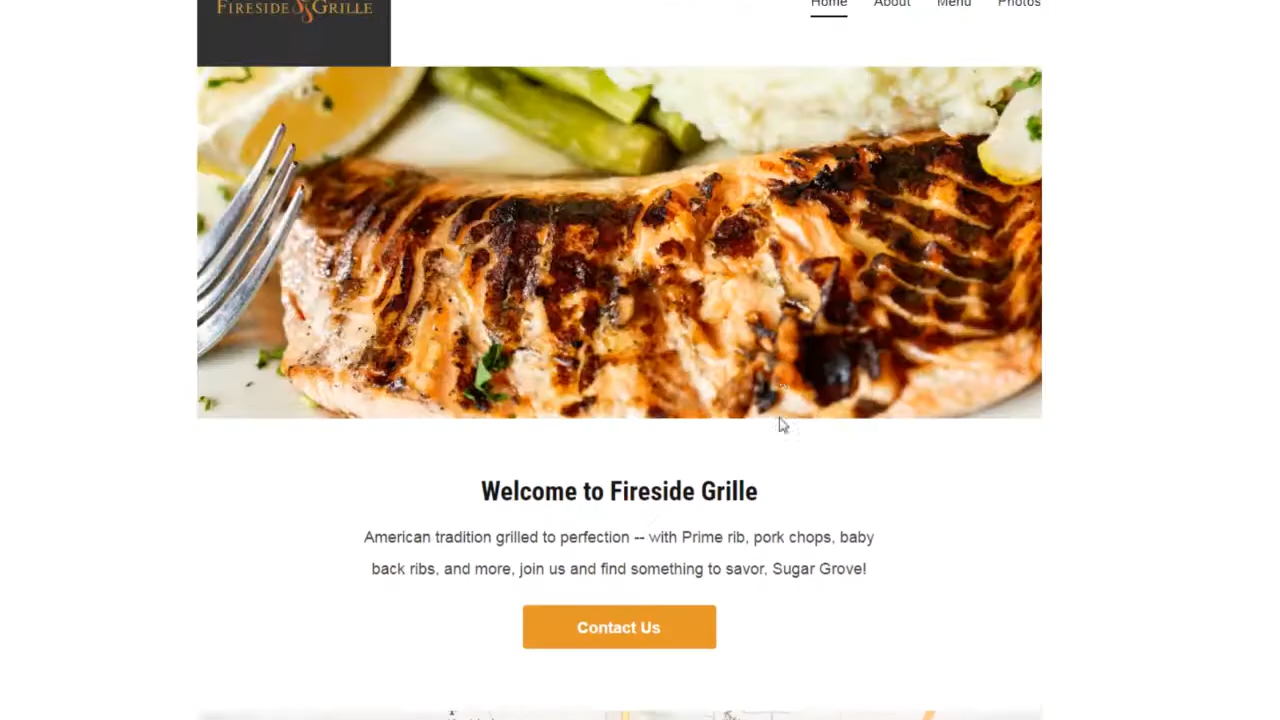 FIRESIDE GRILLE
Home About Menu Photos
Welcome to Fireside Grille
American tradition grilled to perfection -- with Prime rib, pork chops, baby
back ribs, and more, join us and find something to savor, Sugar Grove!
Contact Us